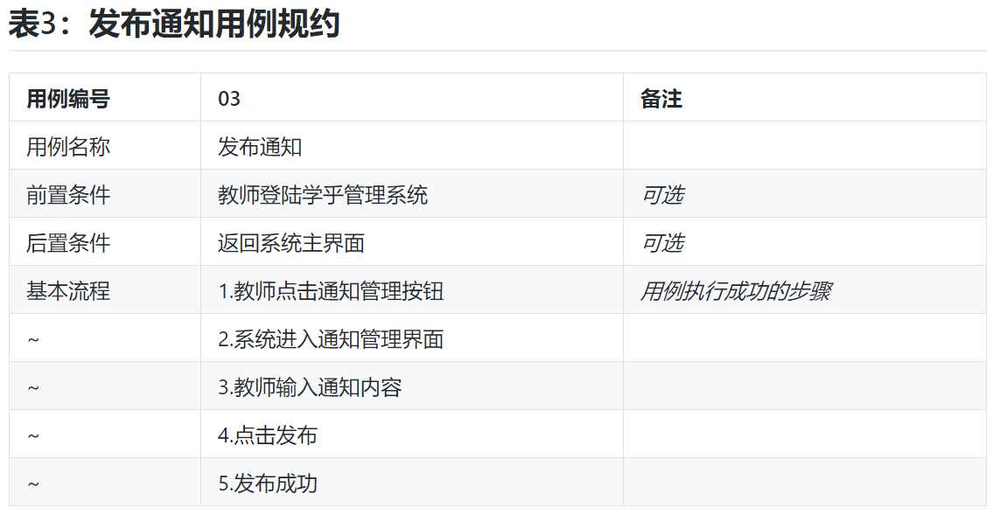 表3：发布通知用例规约
用例编号 03 备注
用例名称 发布通知
前置条件 教师登陆学乎管理系统 可选
后置条件 返回系统主界面 可选
基本流程 1.教师点击通知管理按钮 用例执行成功的步骤
~ 2.系统进入通知管理界面
~ 3.教师输入通知内容
~ 4.点击发布
~ 5.发布成功